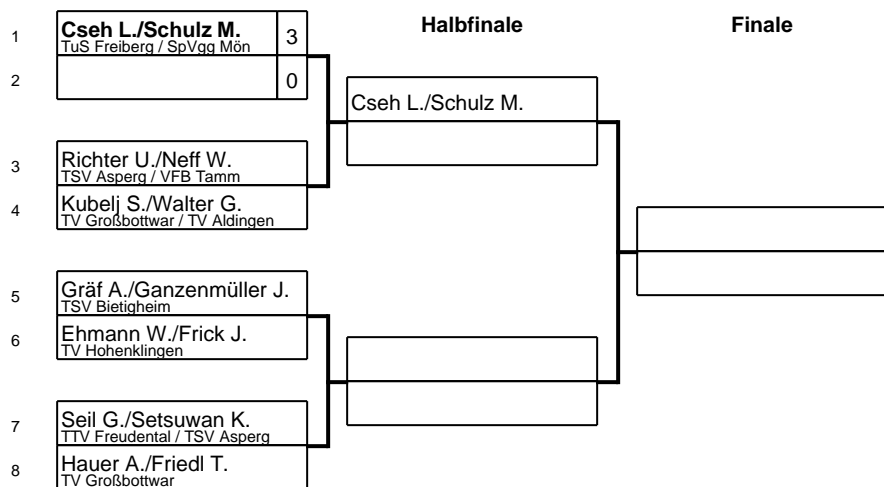 Halbfinale
Finale
1
Cseh L./Schulz M.
3
TuS Freiberg / SpVgg Mön
2
0
Cseh L./Schulz M.
3
Richter U./Neff W.
TSV Asperg / VFB Tamm
4
Kubelj S./Walter G.
TV Großbottwar / TV Aldingen
5
Gräf A./Ganzenmüller J.
TSV Bietigheim
6
Ehmann W./Frick J.
TV Hohenklingen
7
Seil G./Setsuwan K.
TTV Freudental / TSV Asperg
8
Hauer A./Friedl T.
TV Großbottwar